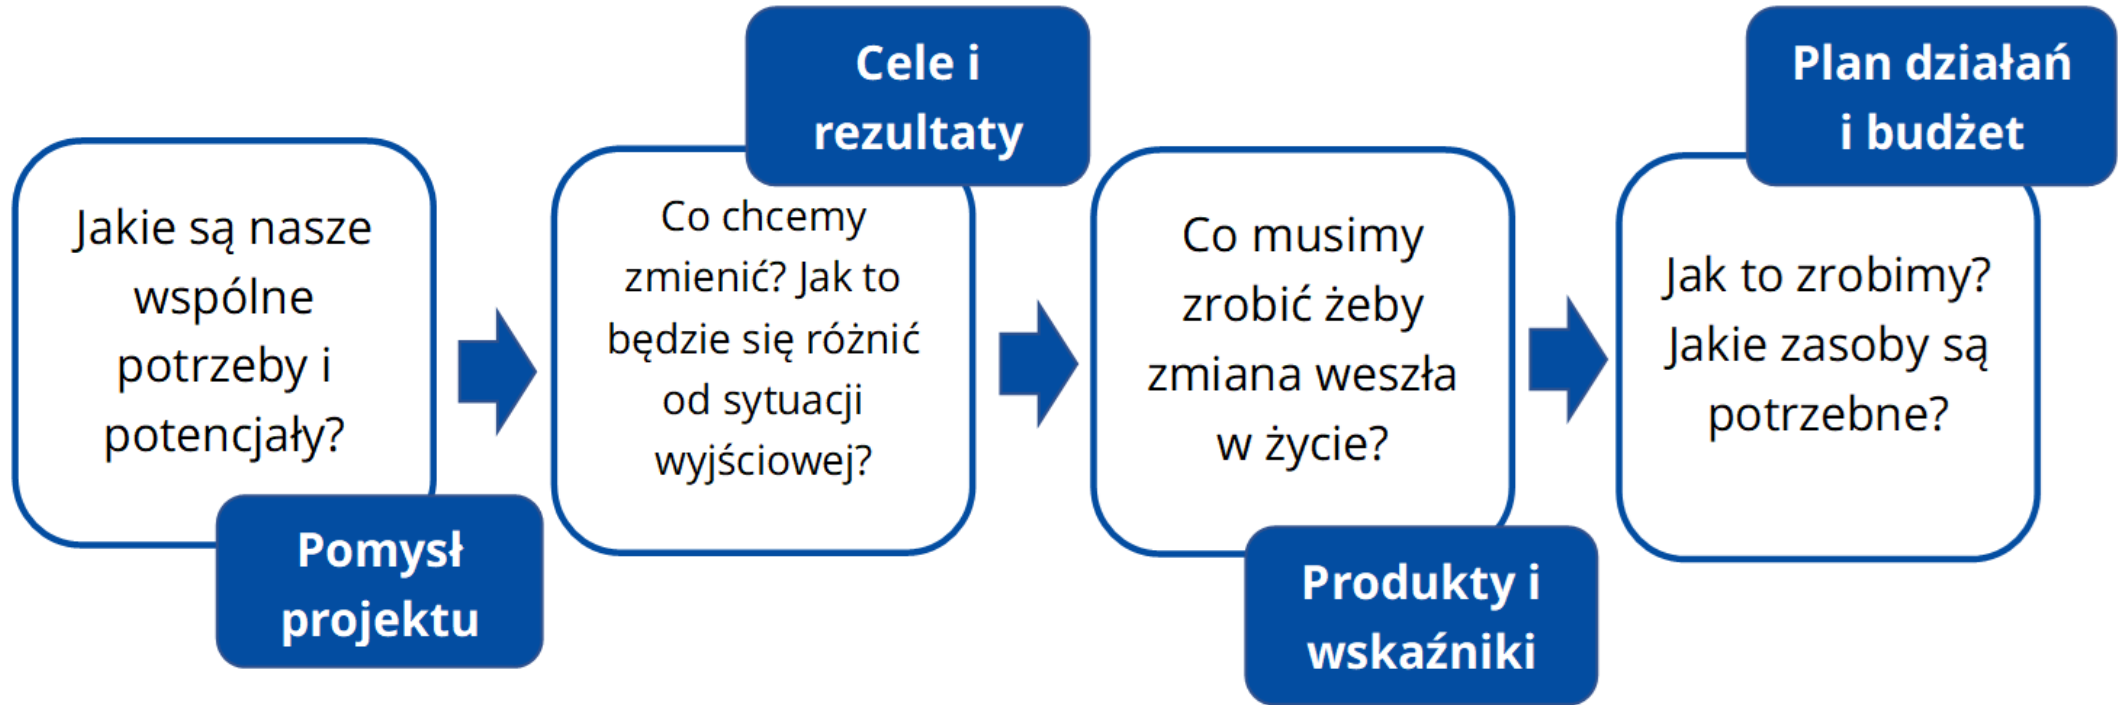 Jakie są nasze
wspólne
potrzeby i
potencjały?
Pomysł
projektu
Cele i
rezultaty
Co chcemy
zmienić? Jak to
będzie się różnić
od sytuacji
wyjściowej?
Co musimy
zrobić żeby
zmiana weszła
w życie?
Produkty i
wskaźniki
Plan działań
i budżet
Jak to zrobimy?
Jakie zasoby są
potrzebne?